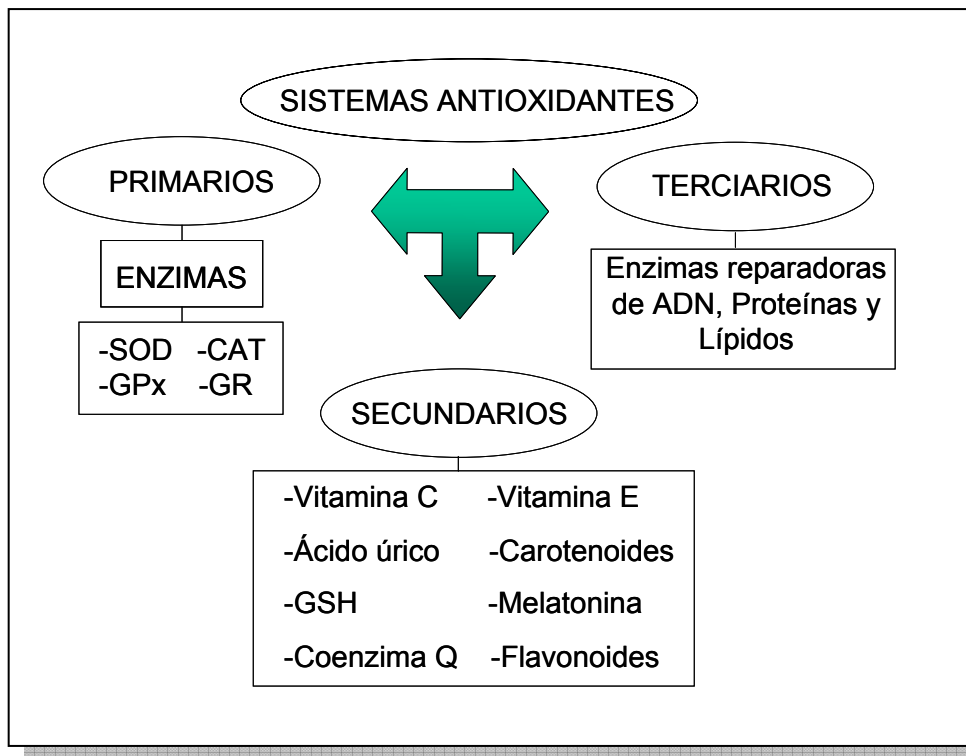 SISTEMAS ANTIOXIDANTES
PRIMARIOS
ENZIMAS
-SOD -CAT
-GPx -GR
TERCIARIOS
Enzimas reparadoras
de ADN, Proteínas y
Lípidos
SECUNDARIOS
-Vitamina C -Vitamina E
-Ácido úrico -Carotenoides
-GSH -Melatonina
-Coenzima Q -Flavonoides